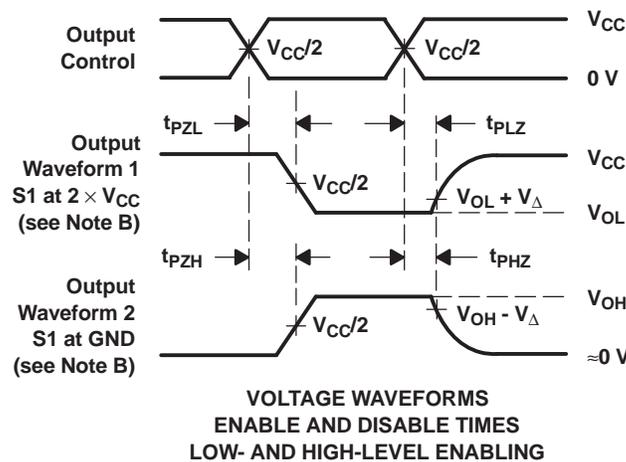 Output
Control
V_CC/2
V_CC/2
V_CC
0 V
t_PZL
t_PLZ
Output
Waveform 1
S1 at 2 × V_CC
(see Note B)
V_CC/2
V_CC
V_OL + V_Δ
V_OL
t_PZH
t_PHZ
Output
Waveform 2
S1 at GND
(see Note B)
V_CC/2
V_OH
V_OH - V_Δ
≈0 V
VOLTAGE WAVEFORMS
ENABLE AND DISABLE TIMES
LOW- AND HIGH-LEVEL ENABLING